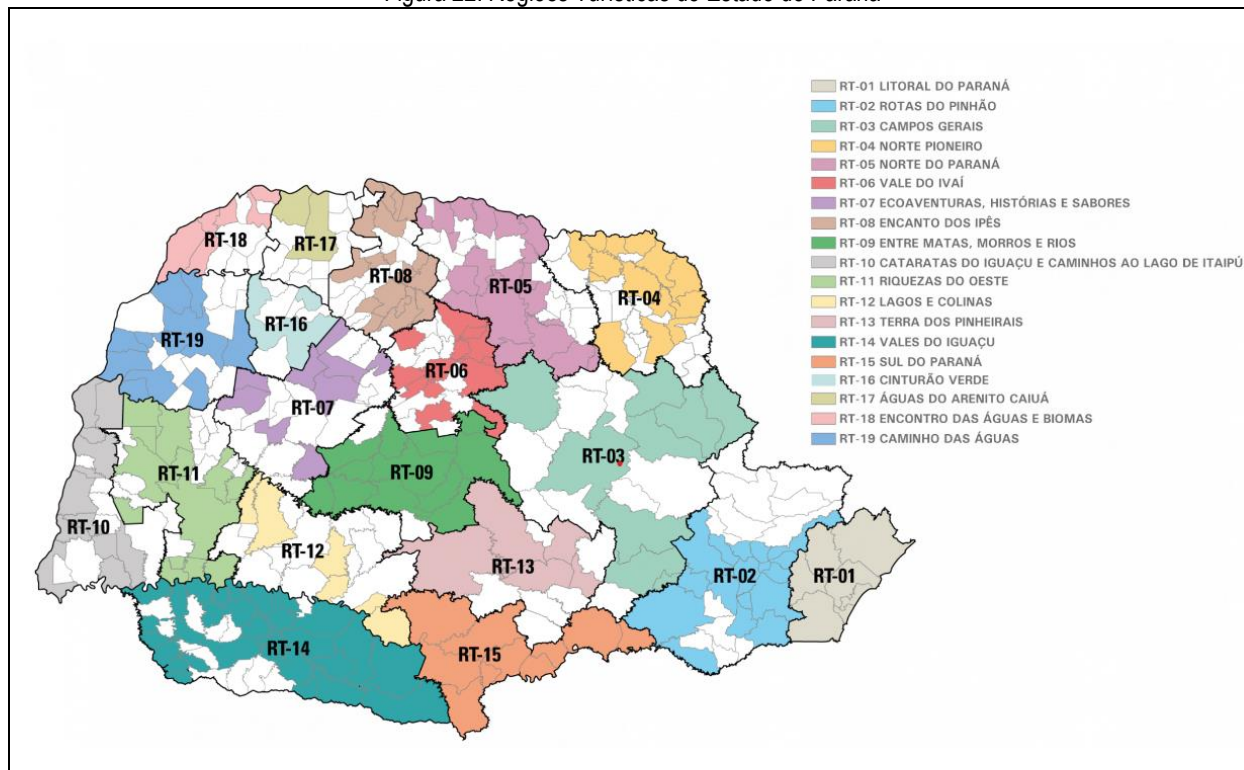 Figura 22: Regiões Turísticas do Estado do Paraná
RT-01 LITORAL DO PARANÁ
RT-02 ROTAS DO PINHÃO
RT-03 CAMPOS GERAIS
RT-04 NORTE PIONEIRO
RT-05 NORTE DO PARANÁ
RT-06 VALE DO IVAÍ
RT-07 ECOAVENTURAS, HISTÓRIAS E SABORES
RT-08 ENCANTO DOS IPÊS
RT-09 ENTRE MATAS, MORROS E RIOS
RT-10 CATARATAS DO IGUAÇU E CAMINHOS AO LAGO DE ITAIPÚ
RT-11 RIQUEZAS DO OESTE
RT-12 LAGOS E COLINAS
RT-13 TERRA DOS PINHEIRAIS
RT-14 VALES DO IGUAÇU
RT-15 SUL DO PARANÁ
RT-16 CINTURÃO VERDE
RT-17 ÁGUAS DO ARENITO CAIUÁ
RT-18 ENCONTRO DAS ÁGUAS E BIOMAS
RT-19 CAMINHO DAS ÁGUAS
RT-18
RT-17
RT-08
RT-05
RT-04
RT-19
RT-16
RT-06
RT-07
RT-03
RT-11
RT-09
RT-10
RT-12
RT-13
RT-02
RT-01
RT-14
RT-15